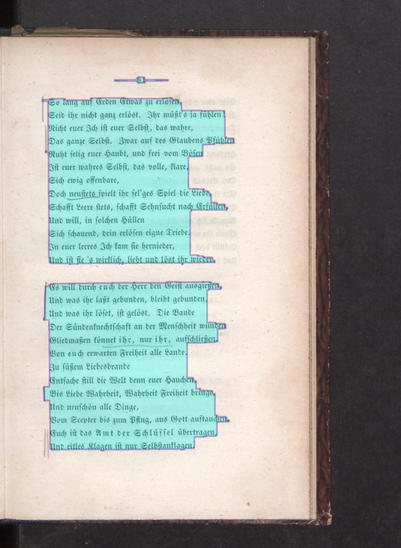 3
So lang auf Erden Etwas zu erlösen,
Seid ihr nicht ganz erlöst. Ihr müßt's ja fühlen!
Nicht euer Ich ist euer Selbst, das wahre,
Das ganze Selbst. Zwar auf des Glaubens Pfühlen
Ruht selig euer Haupt, und frei vom Bösen
Ist euer wahres Selbst, das volle, klare,
Sich ewig offenbare,
Doch neustets spielt ihr sel'ges Spiel die Liebe,
Schafft Leere stets, schafft Sehnsucht nach Erfüllen,
Und will, in solchen Hüllen
Sich schauend, drin erlösen eigne Triebe.
In euer leeres Ich kam sie hernieder,
Und ist sie's wirklich, liebt und löst ihr wieder.
Es will durch euch der Herr den Geist ausgießen,
Und was ihr laßt gebunden, bleibt gebunden,
Und was ihr löset, ist gelöst. Die Bande
Der Sündenknechtschaft an der Menschheit wunden
Gliedmaßen könnet ihr, nur ihr, aufschließen.
Von euch erwarten Freiheit alle Lande.
Zu süßem Liebesbrande
Entfache still die Welt denn euer Hauchen,
Bis Liebe Wahrheit, Wahrheit Freiheit bringe,
Und neuschön alle Dinge,
Vom Scepter bis zum Pflug, aus Gott auftauchen.
Euch ist das Amt der Schlüssel übertragen,
Und eitles Klagen ist nur Selbstanklagen.